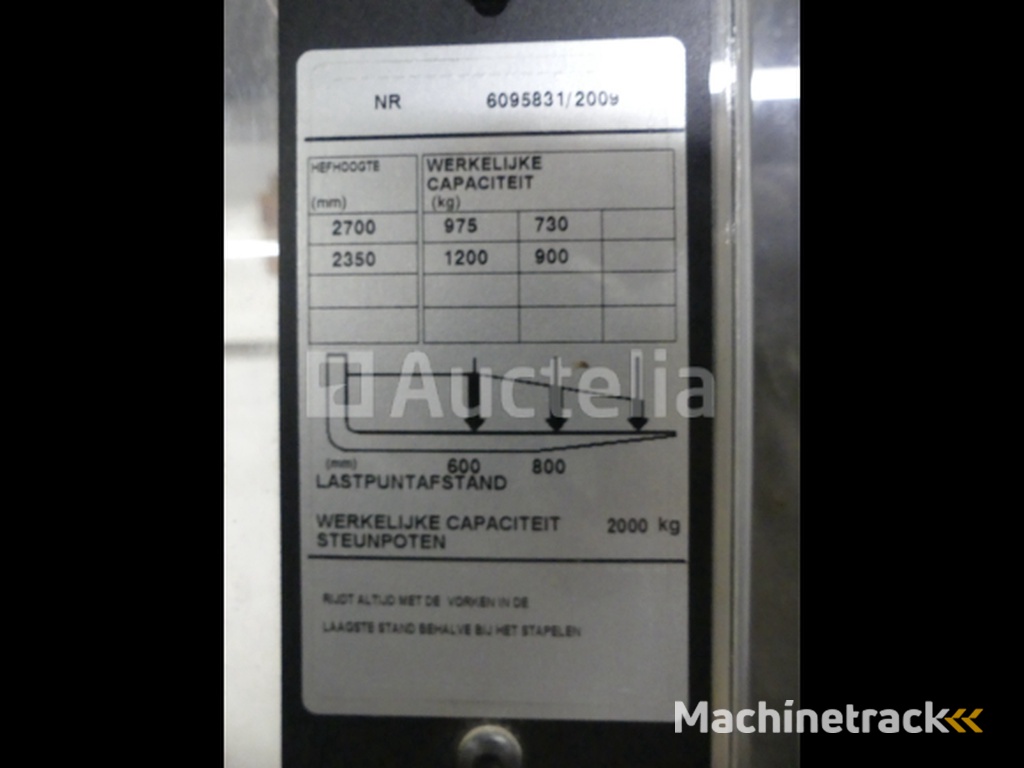 NR 6095831/2009
HEFHOOGTE
(mm)
WERKELIJKE
CAPACITEIT
(kg)
2700 975 730
2350 1200 900
Auctelia
(mm) 600 800
LASTPUNTAFSTAND
WERKELIJKE CAPACITEIT 2000 kg
STEUNPOTEN
RIJDT ALTIJD MET DE VORKEN IN DE
LAAGSTE STAND BEHALVE BIJ HET STAPELEN
Machinetrack